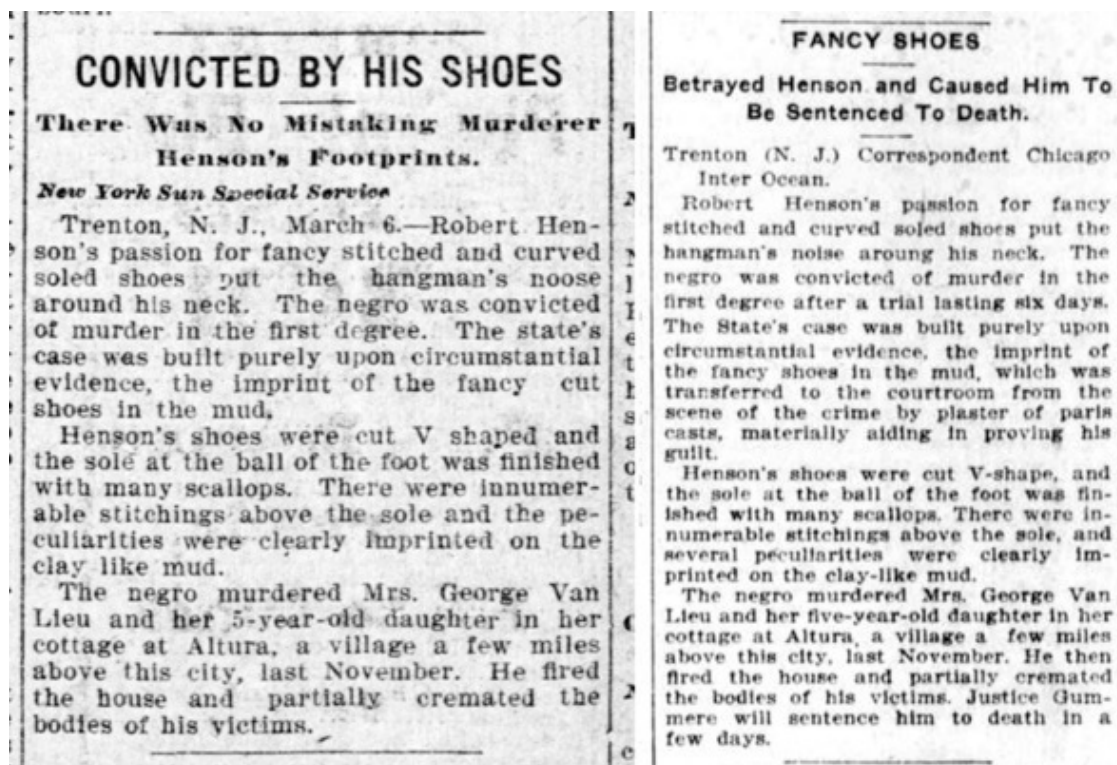 CONVICTED BY HIS SHOES
There Was No Mistaking Murderer
Henson's Footprints.
New York Sun Special Service
Trenton, N. J., March 6.—Robert Hen-
son's passion for fancy stitched and curved
soled shoes put the hangman's noose
around his neck. The negro was convicted
of murder in the first degree. The state's
case was built purely upon circumstantial
evidence, the imprint of the fancy cut
shoes in the mud.
Henson's shoes were cut V shaped and
the sole at the ball of the foot was finished
with many scallops. There were innumer-
able stitchings above the sole and the pe-
culiarities were clearly imprinted on the
clay like mud.
The negro murdered Mrs. George Van
Lieu and her 5-year-old daughter in her
cottage at Altura, a village a few miles
above this city, last November. He fired
the house and partially cremated the
bodies of his victims.
FANCY SHOES
Betrayed Henson and Caused Him To
Be Sentenced To Death.
Trenton (N. J.) Correspondent Chicago
Inter Ocean.
Robert Henson's passion for fancy
stitched and curved soled shoes put the
hangman's noise aroung his neck. The
negro was convicted of murder in the
first degree after a trial lasting six days.
The State's case was built purely upon
circumstantial evidence, the imprint of
the fancy shoes in the mud, which was
transferred to the courtroom from the
scene of the crime by plaster of paris
casts, materially aiding in proving his
guilt.
Henson's shoes were cut V-shape, and
the sole at the ball of the foot was fin-
ished with many scallops. There were in-
numerable stitchings above the sole, and
several peculiarities were clearly im-
printed on the clay-like mud.
The negro murdered Mrs. George Van
Lieu and her five-year-old daughter in her
cottage at Altura, a village a few miles
above this city, last November. He then
fired the house and partially cremated
the bodies of his victims. Justice Gum-
mere will sentence him to death in a
few days.